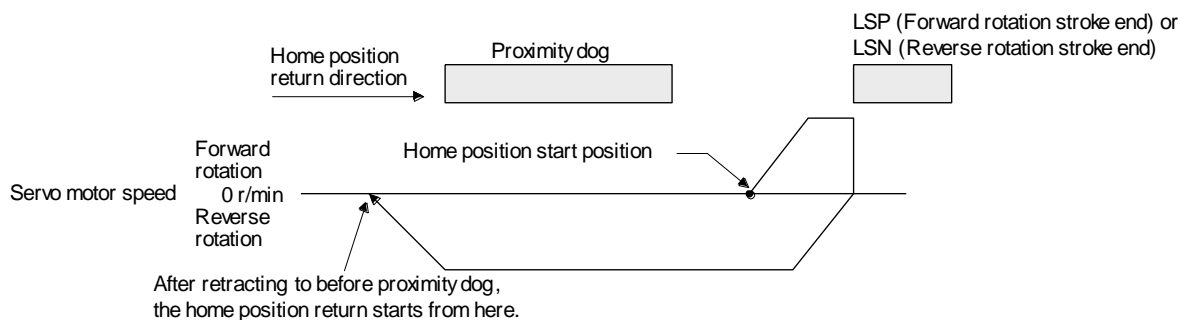 LSP (Forward rotation stroke end) or
LSN (Reverse rotation stroke end)
Home position
return direction
Proximity dog
Forward
rotation
Home position start position
Servo motor speed
0 r/min
Reverse
rotation
After retracting to before proximity dog,
the home position return starts from here.